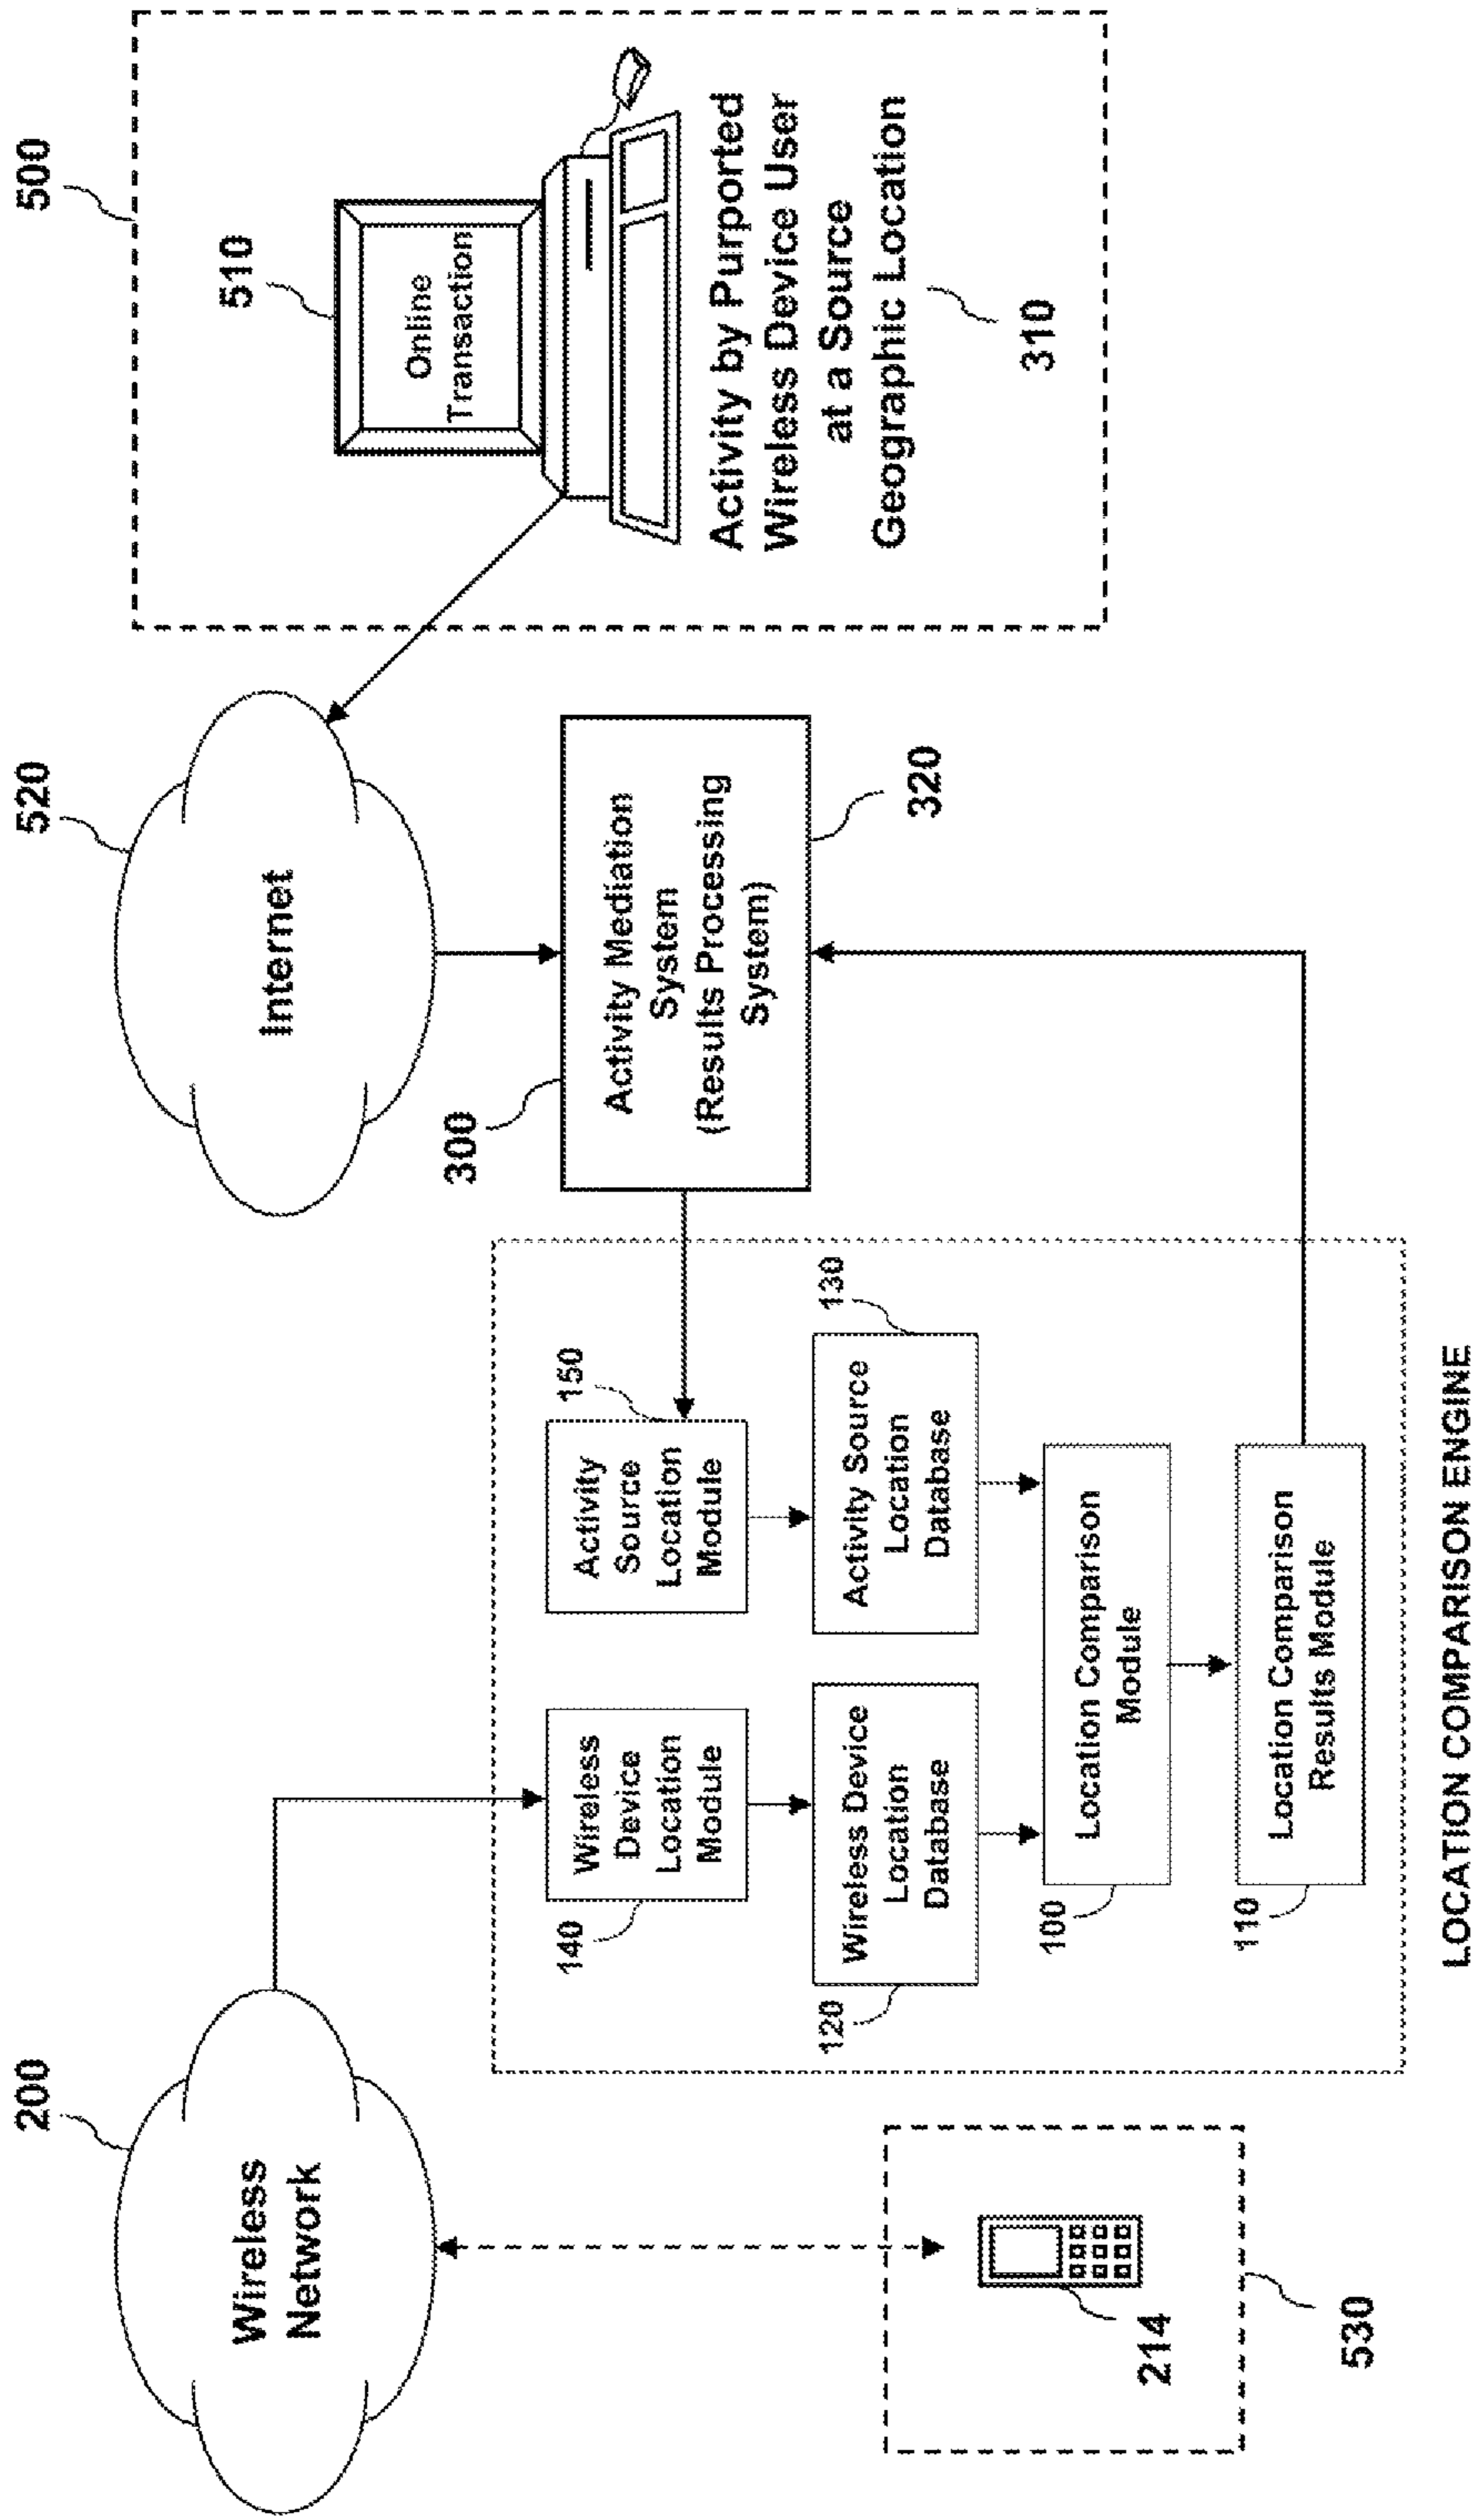 200
Wireless
Network
520
Internet
500
510
Online
Transaction
Activity by Purported
Wireless Device User
at a Source
Geographic Location
310
300
Activity Mediation
System
(Results Processing
System)
320
140
Wireless
Device
Location
Module
150
Activity
Source
Location
Module
120
Wireless Device
Location
Database
130
Activity Source
Location
Database
100
Location Comparison
Module
110
Location Comparison
Results Module
214
530
LOCATION COMPARISON ENGINE